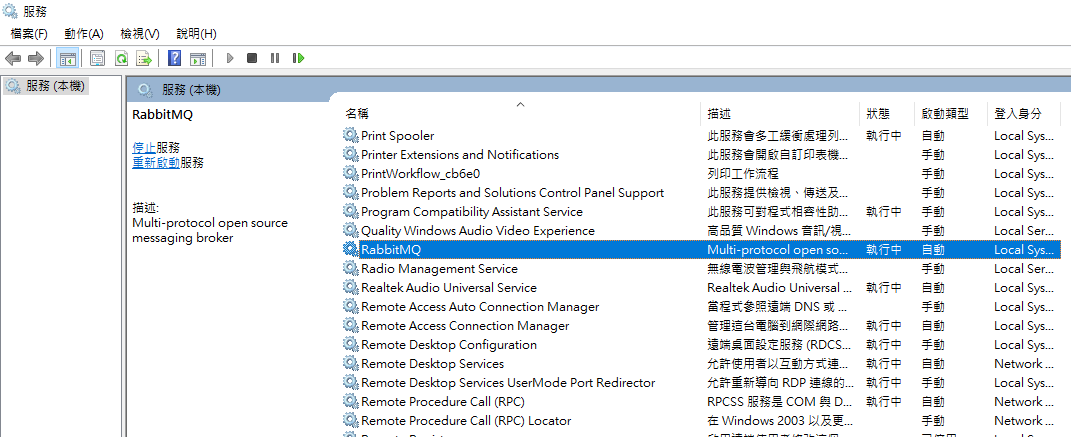 服務
檔案(F) 動作(A) 檢視(V) 說明(H)
服務 (本機)
服務 (本機)
RabbitMQ
停止服務
重新啟動服務
描述:
Multi-protocol open source
messaging broker
名稱 描述 狀態 啟動類型 登入身分
Print Spooler 此服務會多工緩衝處理列... 執行中 自動 Local Sys...
Printer Extensions and Notifications 此服務會開啟自訂印表機... 手動 Local Sys...
PrintWorkflow_cb6e0 列印工作流程 手動 Local Sys...
Problem Reports and Solutions Control Panel Support 此服務提供檢視、傳送及... 手動 Local Sys...
Program Compatibility Assistant Service 此服務可對程式相容性助... 執行中 手動 Local Sys...
Quality Windows Audio Video Experience 高品質 Windows 音訊/視... 手動 Local Ser...
RabbitMQ Multi-protocol open so... 執行中 自動 Local Sys...
Radio Management Service 無線電波管理與飛航模式... 手動 Local Ser...
Realtek Audio Universal Service Realtek Audio Universal ... 執行中 自動 Local Sys...
Remote Access Auto Connection Manager 當程式參照遠端 DNS 或 ... 手動 Local Sys...
Remote Access Connection Manager 管理這台電腦到網際網路... 執行中 自動 Local Sys...
Remote Desktop Configuration 遠端桌面設定服務 (RDCS... 執行中 手動 Local Sys...
Remote Desktop Services 允許使用者以互動方式連... 執行中 手動 Network ...
Remote Desktop Services UserMode Port Redirector 允許重新導向 RDP 連線的... 執行中 手動 Local Sys...
Remote Procedure Call (RPC) RPCSS 服務是 COM 與 D... 執行中 自動 Network ...
Remote Procedure Call (RPC) Locator 在 Windows 2003 以及更... 手動 Network ...